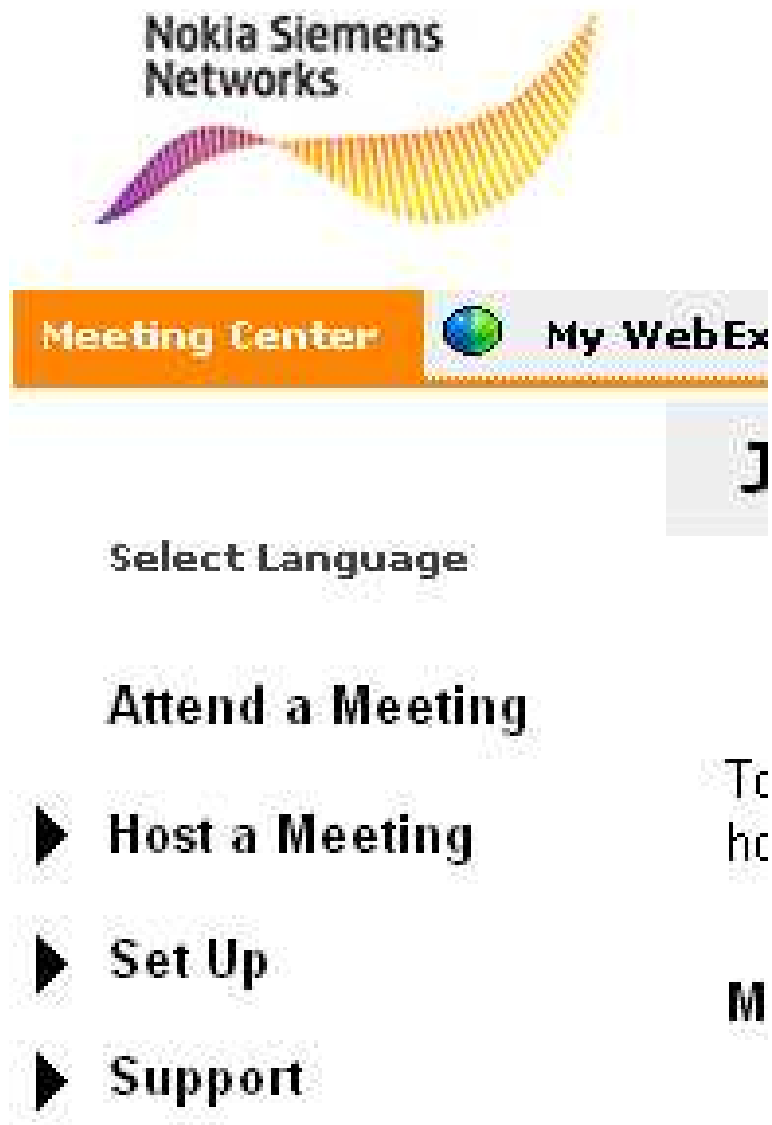 Nokia Siemens
Networks
Meeting Center
My WebEx
Select Language
Attend a Meeting
Host a Meeting
Set Up
Support